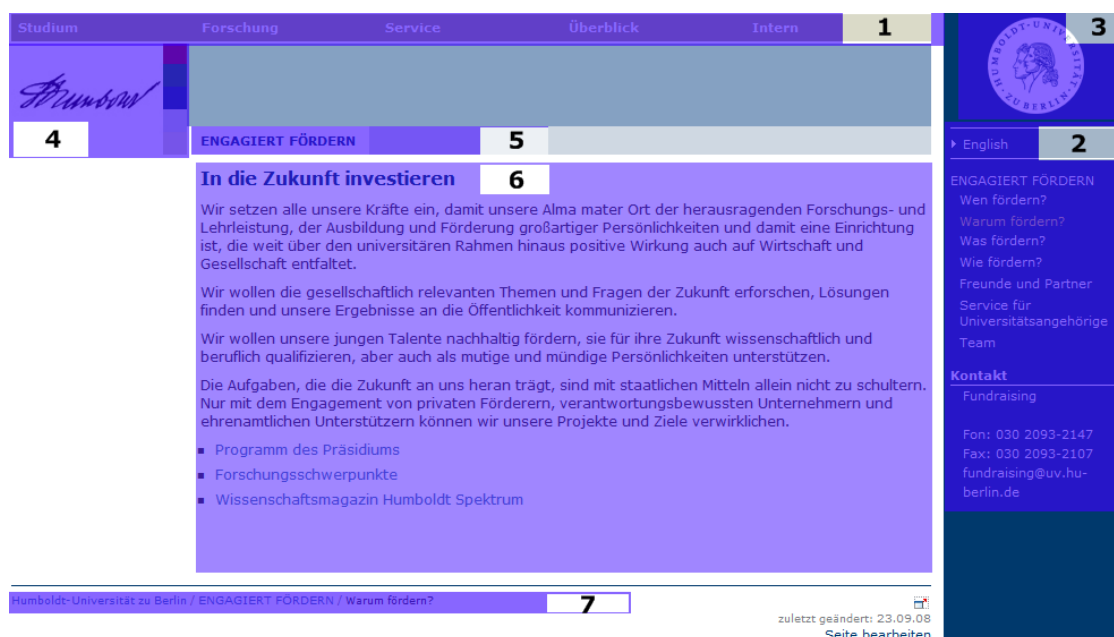 Studium Forschung Service Überblick Intern 1
3
HUMBOLDT-UNIVERSITÄT · ZU BERLIN ·
4
ENGAGIERT FÖRDERN 5
English 2
In die Zukunft investieren 6
Wir setzen alle unsere Kräfte ein, damit unsere Alma mater Ort der herausragenden Forschungs- und
Lehrleistung, der Ausbildung und Förderung großartiger Persönlichkeiten und damit eine Einrichtung
ist, die weit über den universitären Rahmen hinaus positive Wirkung auch auf Wirtschaft und
Gesellschaft entfaltet.
Wir wollen die gesellschaftlich relevanten Themen und Fragen der Zukunft erforschen, Lösungen
finden und unsere Ergebnisse an die Öffentlichkeit kommunizieren.
Wir wollen unsere jungen Talente nachhaltig fördern, sie für ihre Zukunft wissenschaftlich und
beruflich qualifizieren, aber auch als mutige und mündige Persönlichkeiten unterstützen.
Die Aufgaben, die die Zukunft an uns heran trägt, sind mit staatlichen Mitteln allein nicht zu schultern.
Nur mit dem Engagement von privaten Förderern, verantwortungsbewussten Unternehmern und
ehrenamtlichen Unterstützern können wir unsere Projekte und Ziele verwirklichen.
Programm des Präsidiums
Forschungsschwerpunkte
Wissenschaftsmagazin Humboldt Spektrum
ENGAGIERT FÖRDERN
Wen fördern?
Warum fördern?
Was fördern?
Wie fördern?
Freunde und Partner
Service für
Universitätsangehörige
Team
Kontakt
Fundraising
Fon: 030 2093-2147
Fax: 030 2093-2107
fundraising@uv.hu-
berlin.de
Humboldt-Universität zu Berlin / ENGAGIERT FÖRDERN / Warum fördern? 7
zuletzt geändert: 23.09.08
Seite bearbeiten